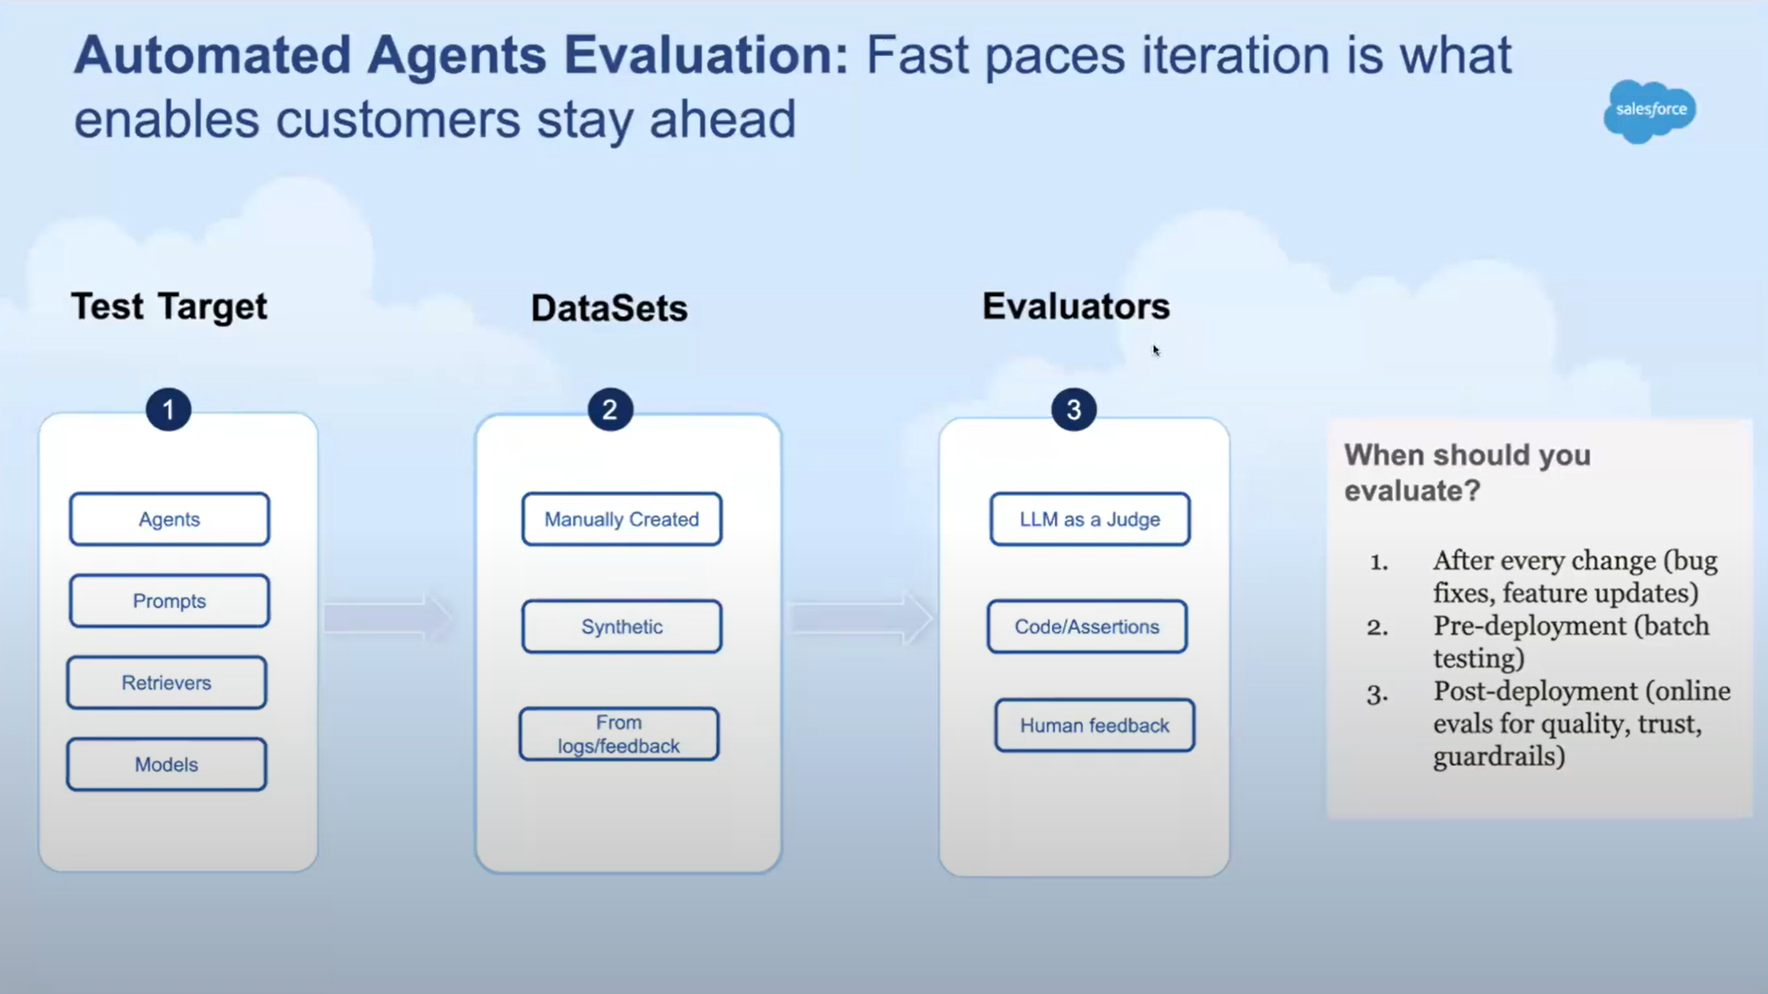 Automated Agents Evaluation: Fast paces iteration is what
enables customers stay ahead
salesforce
Test Target
DataSets
Evaluators
1
2
3
Agents
Prompts
Retrievers
Models
Manually Created
Synthetic
From
logs/feedback
LLM as a Judge
Code/Assertions
Human feedback
When should you
evaluate?
1. After every change (bug
fixes, feature updates)
2. Pre-deployment (batch
testing)
3. Post-deployment (online
evals for quality, trust,
guardrails)